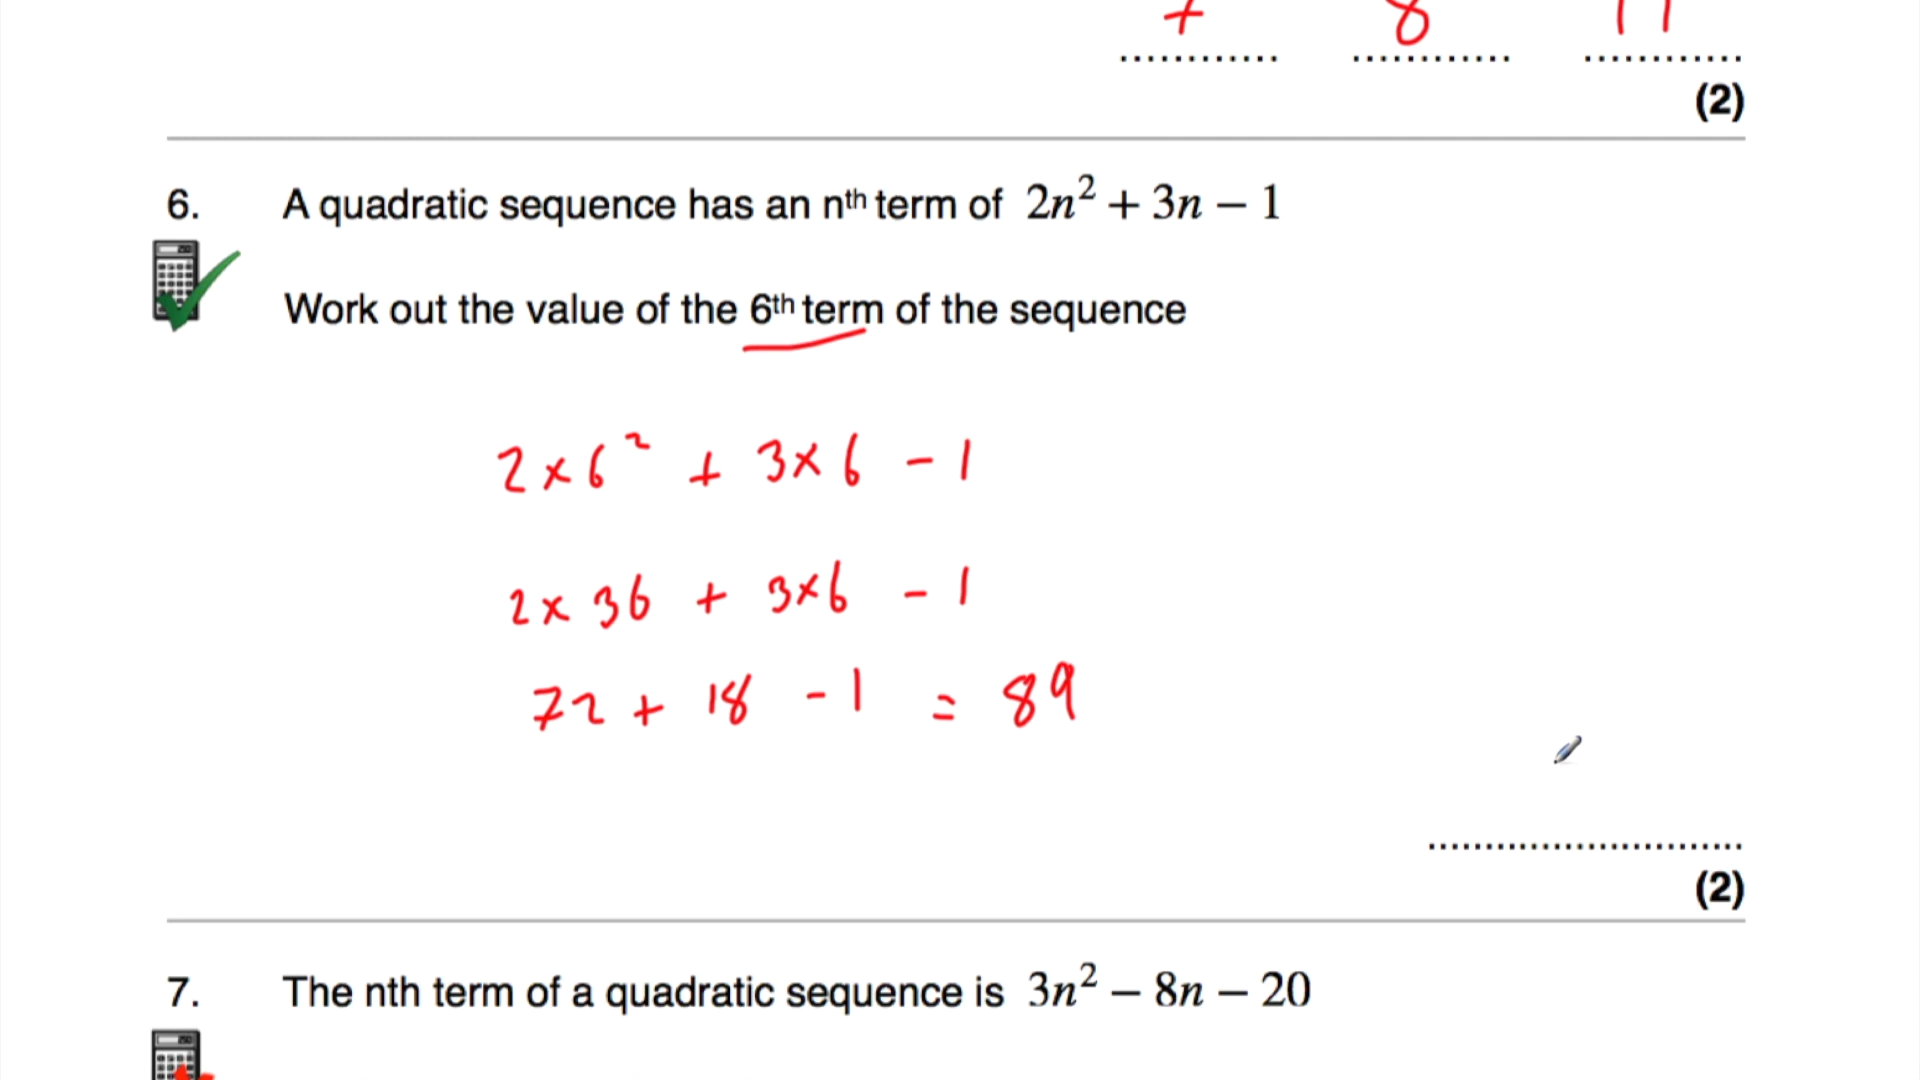 7 8 11
............ ............ ............
(2)
6. A quadratic sequence has an nth term of 2n² + 3n − 1
Work out the value of the 6th term of the sequence
2 × 6² + 3 × 6 − 1
2 × 36 + 3 × 6 − 1
72 + 18 − 1 = 89
............................
(2)
7. The nth term of a quadratic sequence is 3n² − 8n − 20